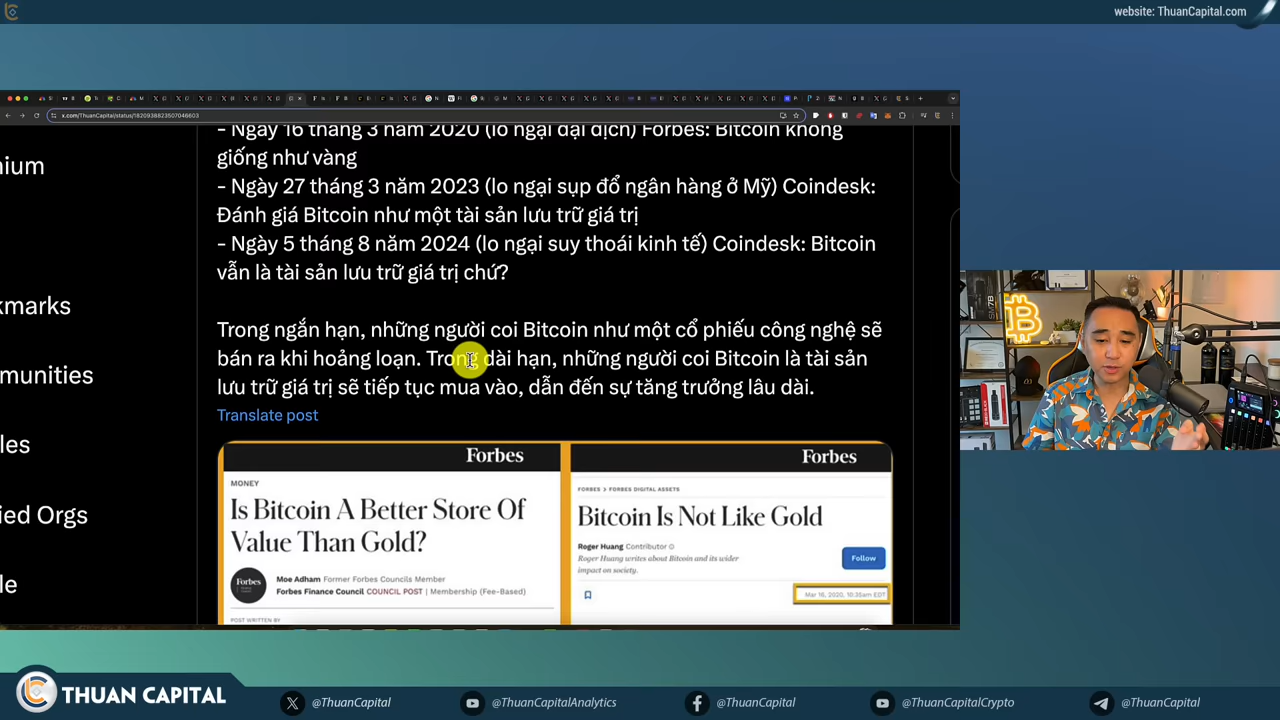 website: ThuanCapital.com
x.com/ThuanCapital/status/1820938823507046603
- Ngày 16 tháng 3 năm 2020 (lo ngại đại dịch) Forbes: Bitcoin không
giống như vàng
- Ngày 27 tháng 3 năm 2023 (lo ngại sụp đổ ngân hàng ở Mỹ) Coindesk:
Đánh giá Bitcoin như một tài sản lưu trữ giá trị
- Ngày 5 tháng 8 năm 2024 (lo ngại suy thoái kinh tế) Coindesk: Bitcoin
vẫn là tài sản lưu trữ giá trị chứ?
Trong ngắn hạn, những người coi Bitcoin như một cổ phiếu công nghệ sẽ
bán ra khi hoảng loạn. Trong dài hạn, những người coi Bitcoin là tài sản
lưu trữ giá trị sẽ tiếp tục mua vào, dẫn đến sự tăng trưởng lâu dài.
Translate post
nium
kmarks
munities
les
ied Orgs
le
Forbes
MONEY
Is Bitcoin A Better Store Of
Value Than Gold?
Forbes
Moe Adham Former Forbes Councils Member
Forbes Finance Council COUNCIL POST | Membership (Fee-Based)
POST WRITTEN BY
Forbes
FORBES > FORBES DIGITAL ASSETS
Bitcoin Is Not Like Gold
Roger Huang Contributor
Roger Huang writes about Bitcoin and its wider
impact on society.
Follow
Mar 16, 2020, 10:35am EDT
SM7B
THUAN CAPITAL
@ThuanCapital
@ThuanCapitalAnalytics
@ThuanCapital
@ThuanCapitalCrypto
@ThuanCapital